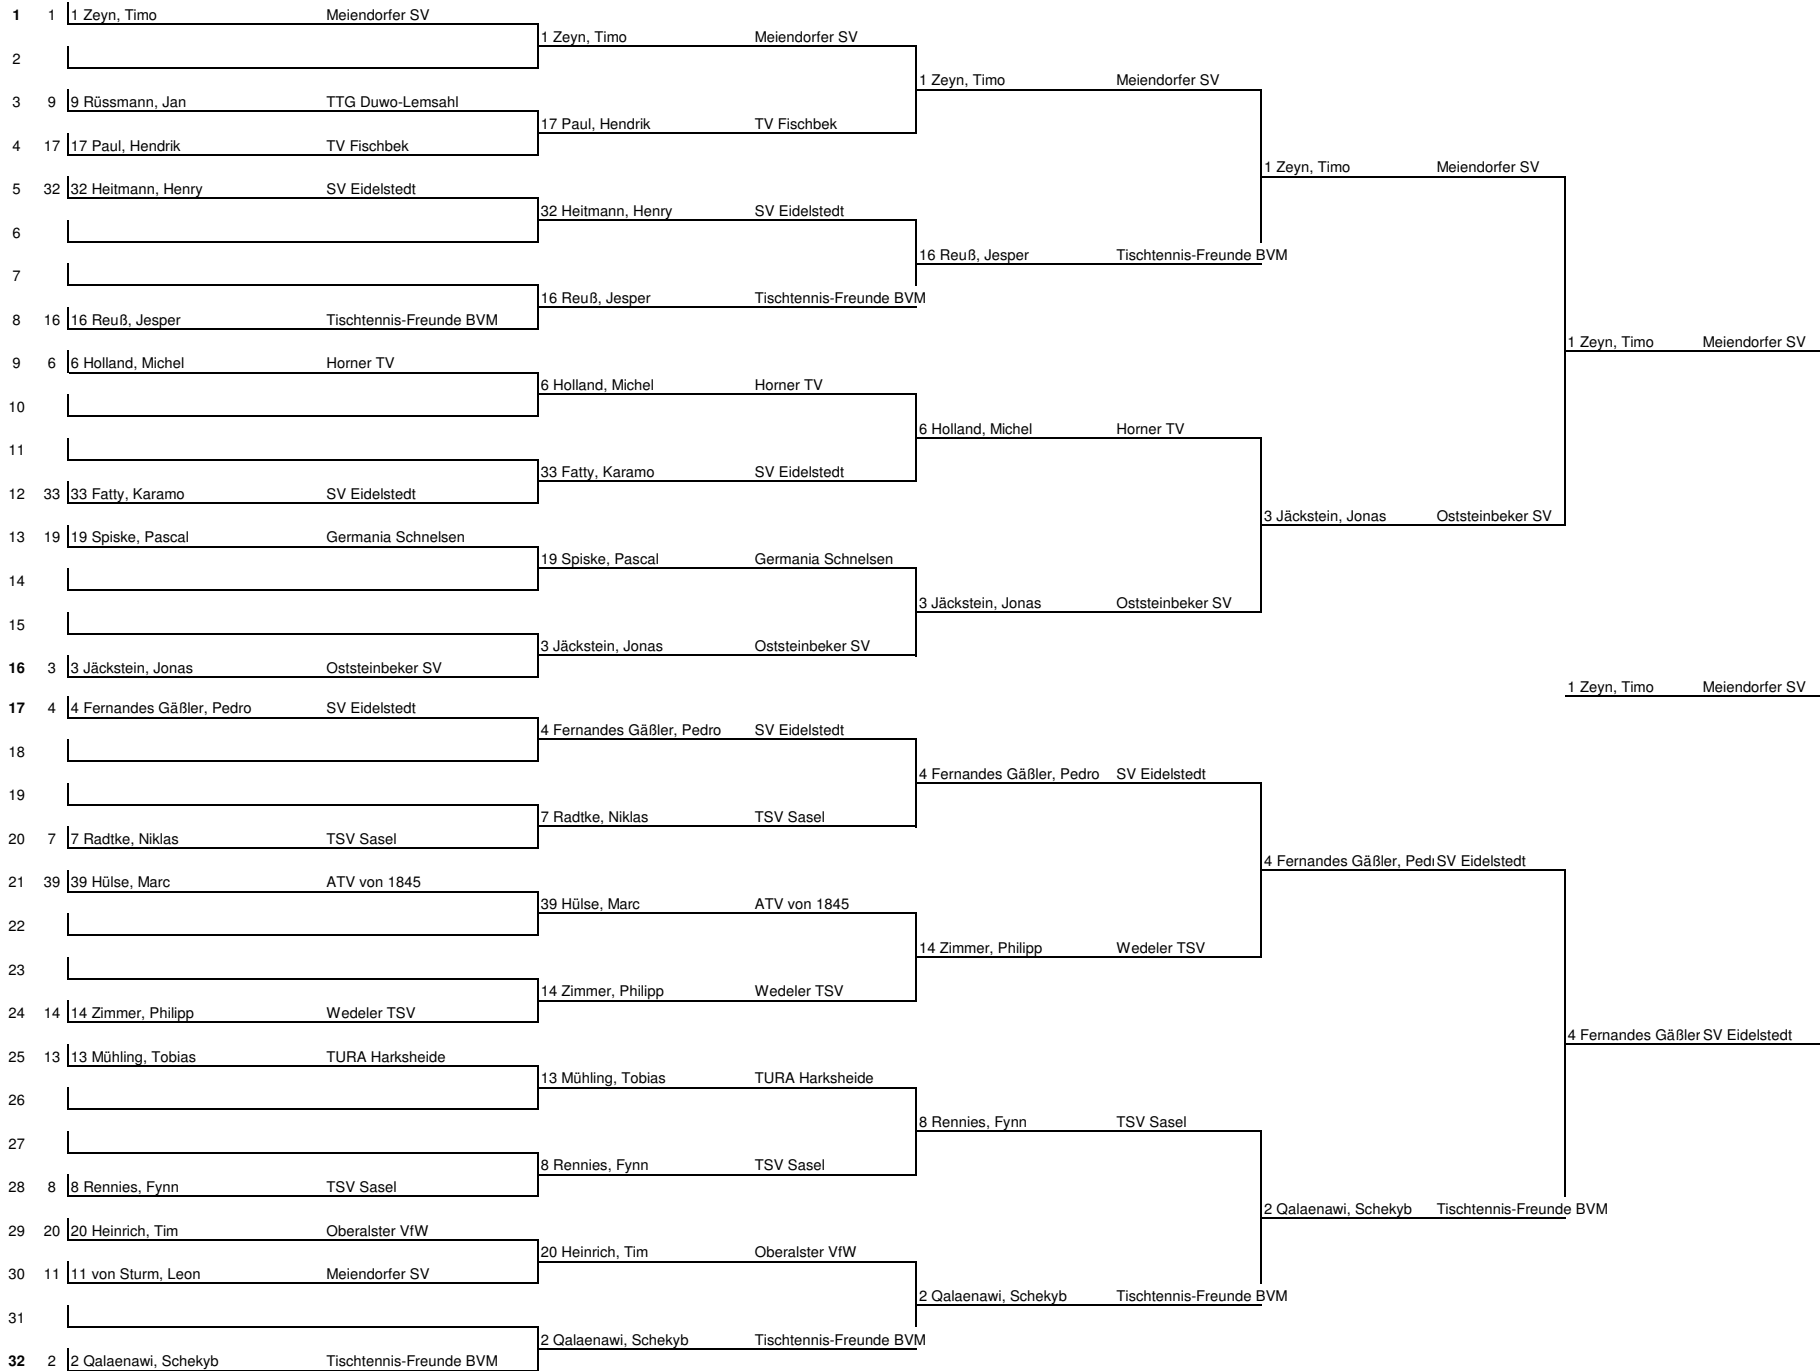 1 1 1 Zeyn, Timo Meiendorfer SV
1 Zeyn, Timo Meiendorfer SV
2
1 Zeyn, Timo Meiendorfer SV
3 9 9 Rüssmann, Jan TTG Duwo-Lemsahl
17 Paul, Hendrik TV Fischbek
4 17 17 Paul, Hendrik TV Fischbek
1 Zeyn, Timo Meiendorfer SV
5 32 32 Heitmann, Henry SV Eidelstedt
32 Heitmann, Henry SV Eidelstedt
6
16 Reuß, Jesper Tischtennis-Freunde BVM
7
16 Reuß, Jesper Tischtennis-Freunde BVM
8 16 16 Reuß, Jesper Tischtennis-Freunde BVM
1 Zeyn, Timo Meiendorfer SV
9 6 6 Holland, Michel Horner TV
6 Holland, Michel Horner TV
10
6 Holland, Michel Horner TV
11
33 Fatty, Karamo SV Eidelstedt
12 33 33 Fatty, Karamo SV Eidelstedt
3 Jäckstein, Jonas Oststeinbeker SV
13 19 19 Spiske, Pascal Germania Schnelsen
19 Spiske, Pascal Germania Schnelsen
14
3 Jäckstein, Jonas Oststeinbeker SV
15
3 Jäckstein, Jonas Oststeinbeker SV
16 3 3 Jäckstein, Jonas Oststeinbeker SV
1 Zeyn, Timo Meiendorfer SV
17 4 4 Fernandes Gäßler, Pedro SV Eidelstedt
4 Fernandes Gäßler, Pedro SV Eidelstedt
18
4 Fernandes Gäßler, Pedro SV Eidelstedt
19
7 Radtke, Niklas TSV Sasel
20 7 7 Radtke, Niklas TSV Sasel
4 Fernandes Gäßler, Ped SV Eidelstedt
21 39 39 Hülse, Marc ATV von 1845
39 Hülse, Marc ATV von 1845
22
14 Zimmer, Philipp Wedeler TSV
23
14 Zimmer, Philipp Wedeler TSV
24 14 14 Zimmer, Philipp Wedeler TSV
4 Fernandes Gäßler SV Eidelstedt
25 13 13 Mühling, Tobias TURA Harksheide
13 Mühling, Tobias TURA Harksheide
26
8 Rennies, Fynn TSV Sasel
27
8 Rennies, Fynn TSV Sasel
28 8 8 Rennies, Fynn TSV Sasel
2 Qalaenawi, Schekyb Tischtennis-Freunde BVM
29 20 20 Heinrich, Tim Oberalster VfW
20 Heinrich, Tim Oberalster VfW
30 11 11 von Sturm, Leon Meiendorfer SV
2 Qalaenawi, Schekyb Tischtennis-Freunde BVM
31
2 Qalaenawi, Schekyb Tischtennis-Freunde BVM
32 2 2 Qalaenawi, Schekyb Tischtennis-Freunde BVM